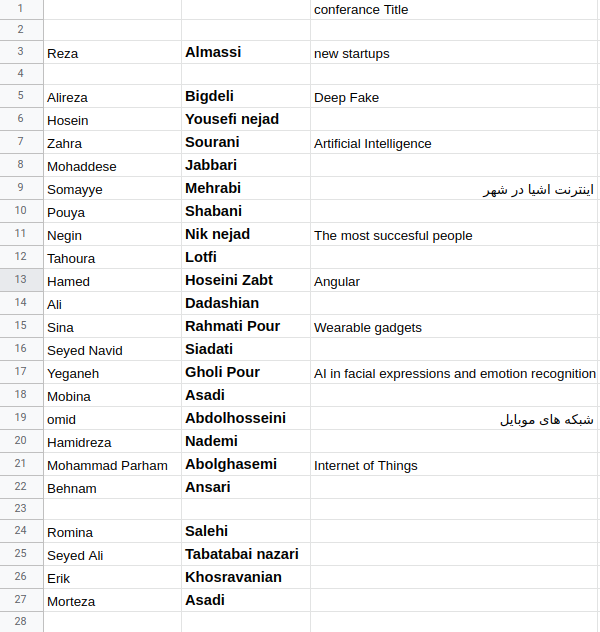 1 conferance Title
2
3 Reza Almassi new startups
4
5 Alireza Bigdeli Deep Fake
6 Hosein Yousefi nejad
7 Zahra Sourani Artificial Intelligence
8 Mohaddese Jabbari
9 Somayye Mehrabi اینترنت اشیا در شهر
10 Pouya Shabani
11 Negin Nik nejad The most succesful people
12 Tahoura Lotfi
13 Hamed Hoseini Zabt Angular
14 Ali Dadashian
15 Sina Rahmati Pour Wearable gadgets
16 Seyed Navid Siadati
17 Yeganeh Gholi Pour AI in facial expressions and emotion recognition
18 Mobina Asadi
19 omid Abdolhosseini شبکه های موبایل
20 Hamidreza Nademi
21 Mohammad Parham Abolghasemi Internet of Things
22 Behnam Ansari
23
24 Romina Salehi
25 Seyed Ali Tabatabai nazari
26 Erik Khosravanian
27 Morteza Asadi
28